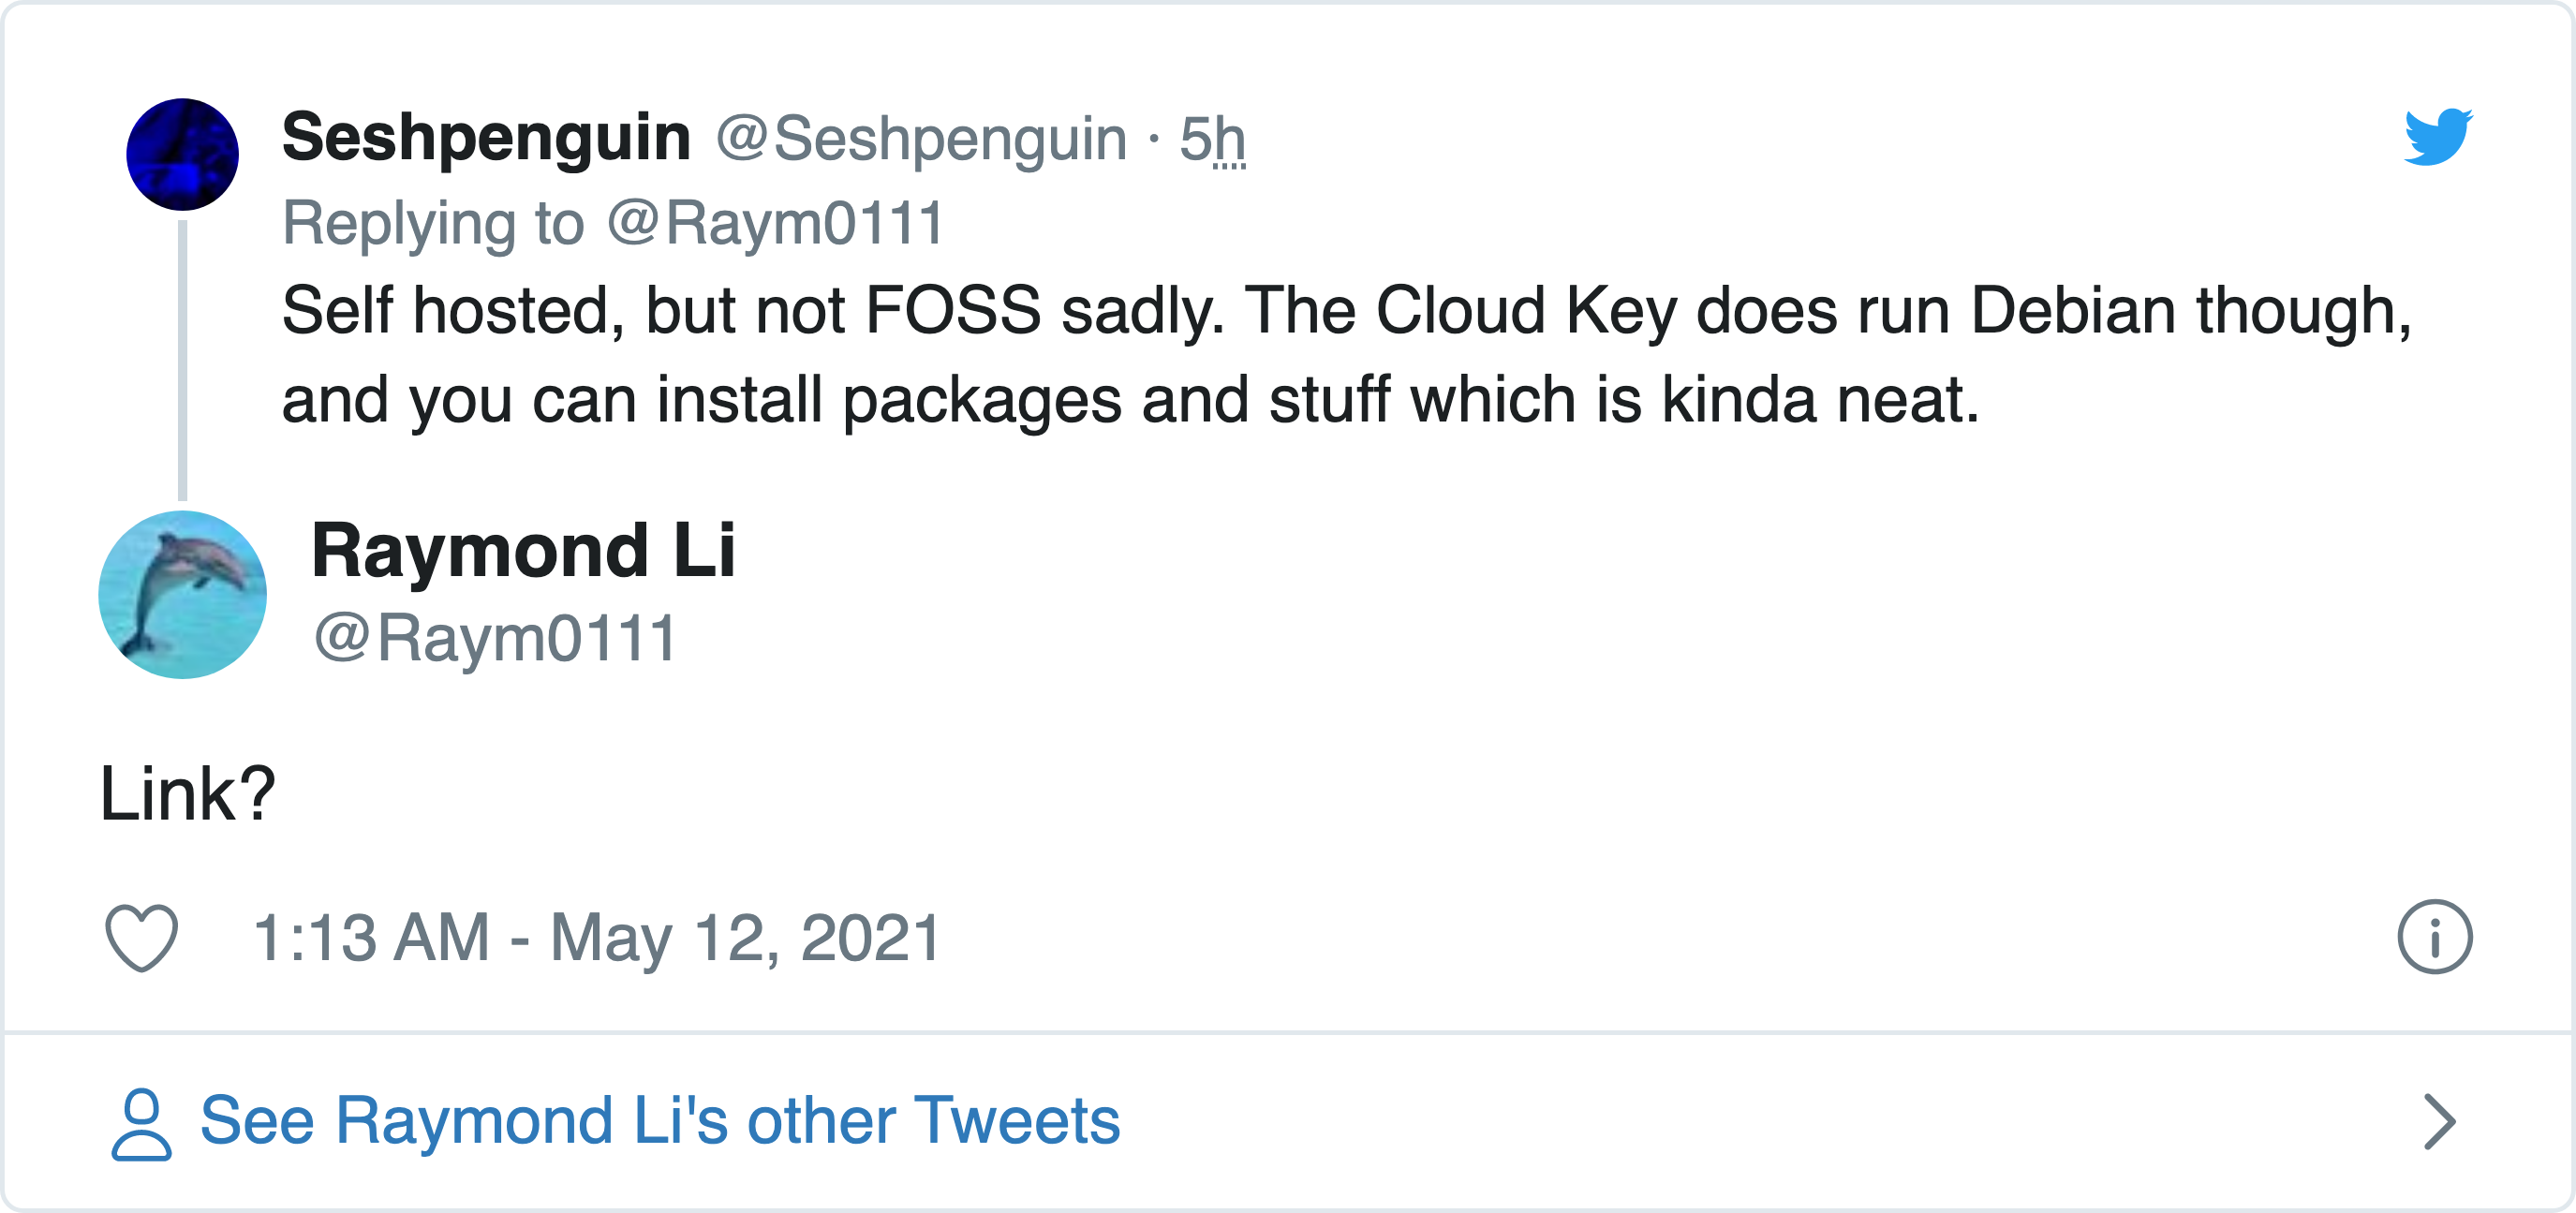 Seshpenguin @Seshpenguin · 5h
Replying to @Raym0111
Self hosted, but not FOSS sadly. The Cloud Key does run Debian though,
and you can install packages and stuff which is kinda neat.
Raymond Li
@Raym0111
Link?
1:13 AM - May 12, 2021
See Raymond Li's other Tweets